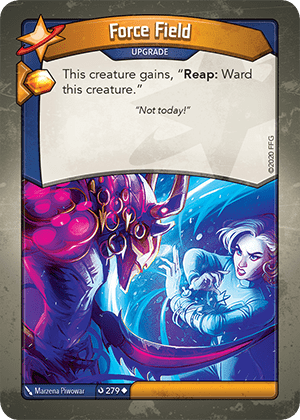 Force Field
UPGRADE
This creature gains, “Reap: Ward
this creature.”
“Not today!”
©2020 FFG
Marzena Piwowar
279